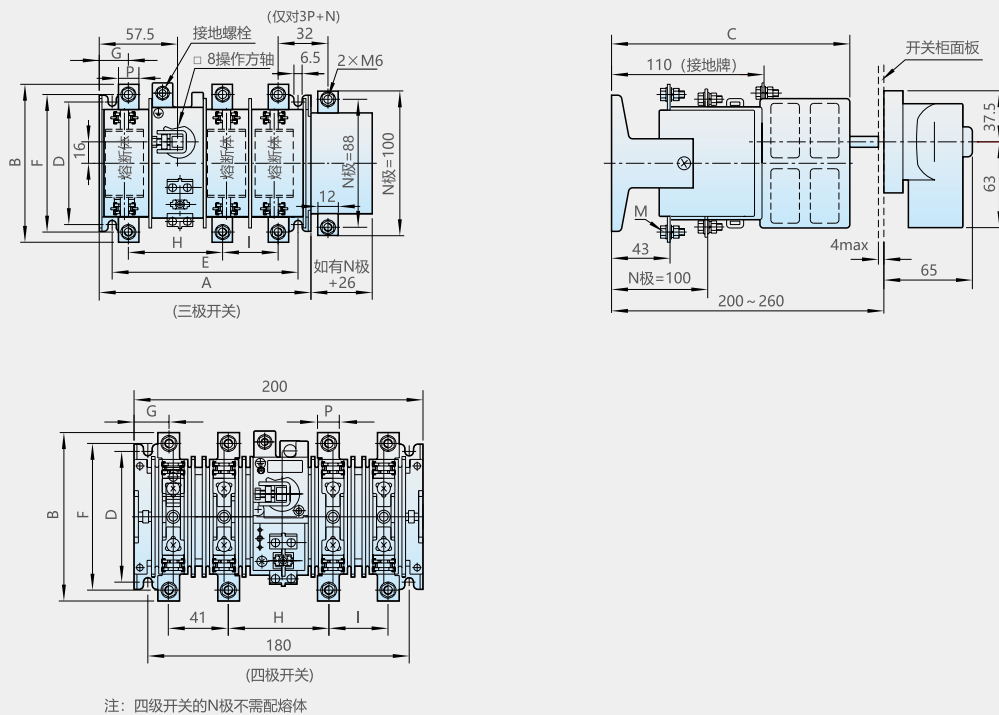 (仅对3P+N)
57.5
接地螺栓
32
G
□ 8操作方轴
6.5
2×M6
P
B
F
D
16
熔断体
熔断体
熔断体
N极=88
N极=100
12
H
I
E
如有N极
+26
A
(三极开关)
C
开关柜面板
110（接地牌）
37.5
63
M
4max
43
65
N极=100
200～260
200
G
P
B
F
D
41
H
I
180
(四极开关)
注：四级开关的N极不需配熔体